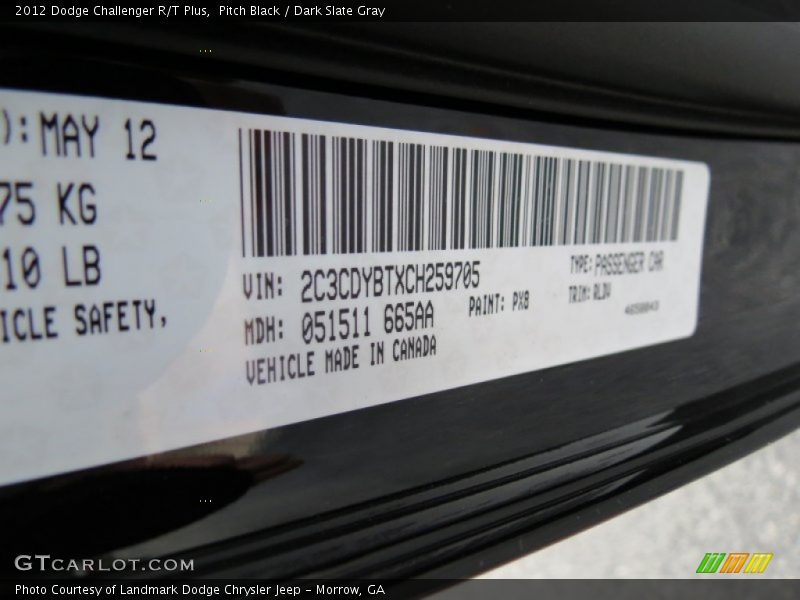 2012 Dodge Challenger R/T Plus,  Pitch Black / Dark Slate Gray
):MAY 12
75 KG
10 LB
ICLE SAFETY,
VIN: 2C3CDYBTXCH259705
MDH: 051511 665AA
PAINT: PX8
VEHICLE MADE IN CANADA
TYPE: PASSENGER CAR
TRIM:
GTCARLOT.COM
Photo Courtesy of Landmark Dodge Chrysler Jeep - Morrow, GA